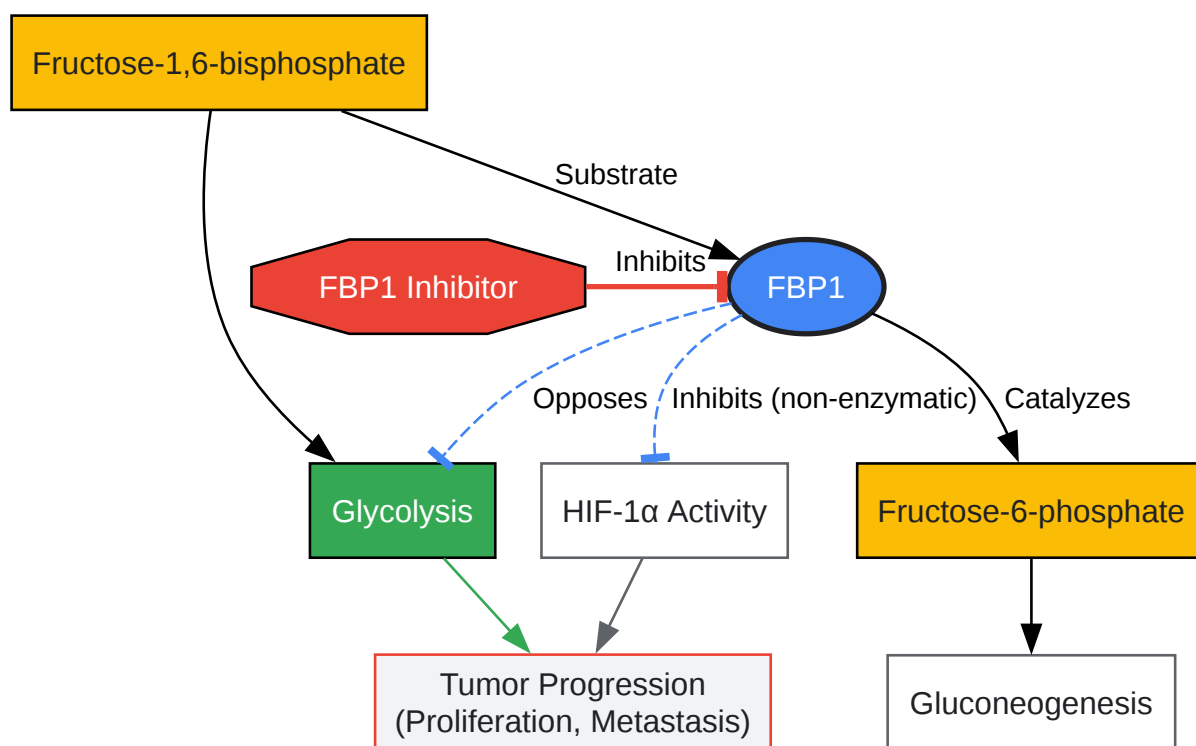 Fructose-1,6-bisphosphate
Substrate
Inhibits
FBP1 Inhibitor
FBP1
Opposes
Inhibits (non-enzymatic)
Catalyzes
Glycolysis
HIF-1α Activity
Fructose-6-phosphate
Tumor Progression
(Proliferation, Metastasis)
Gluconeogenesis